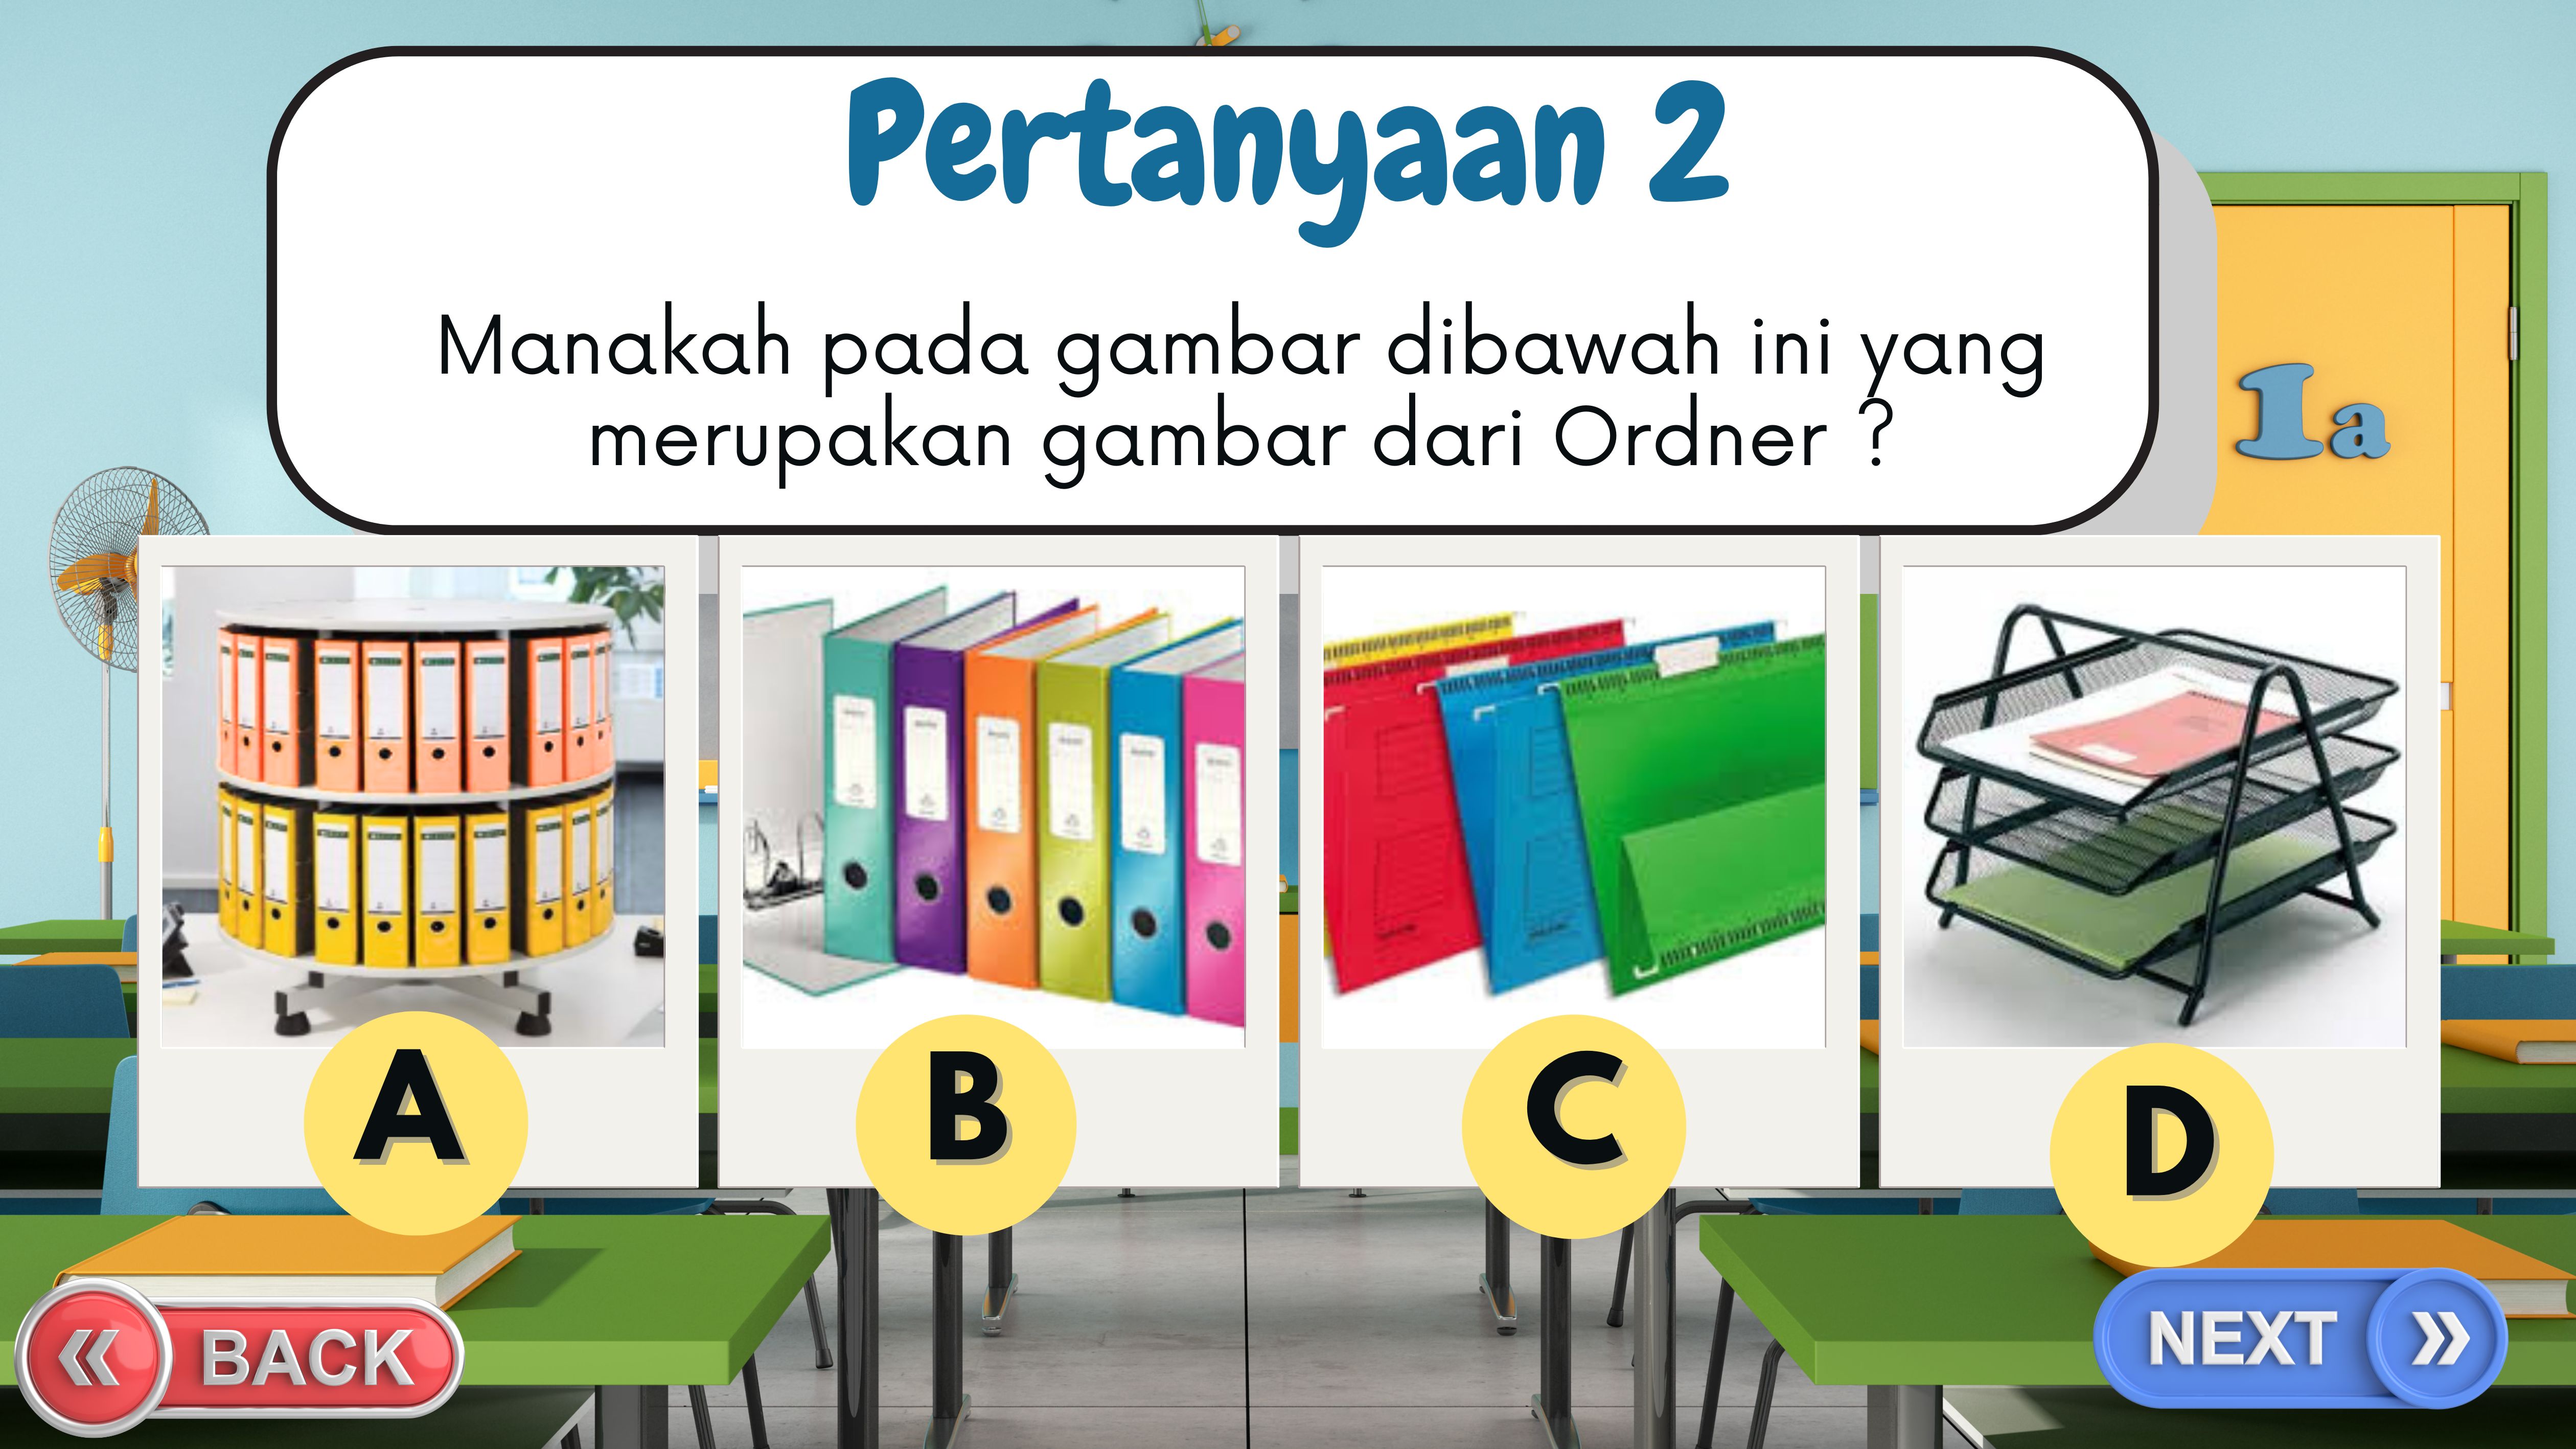 Pertanyaan 2
Manakah pada gambar dibawah ini yang
merupakan gambar dari Ordner ?
1a
A
B
C
D
BACK
NEXT